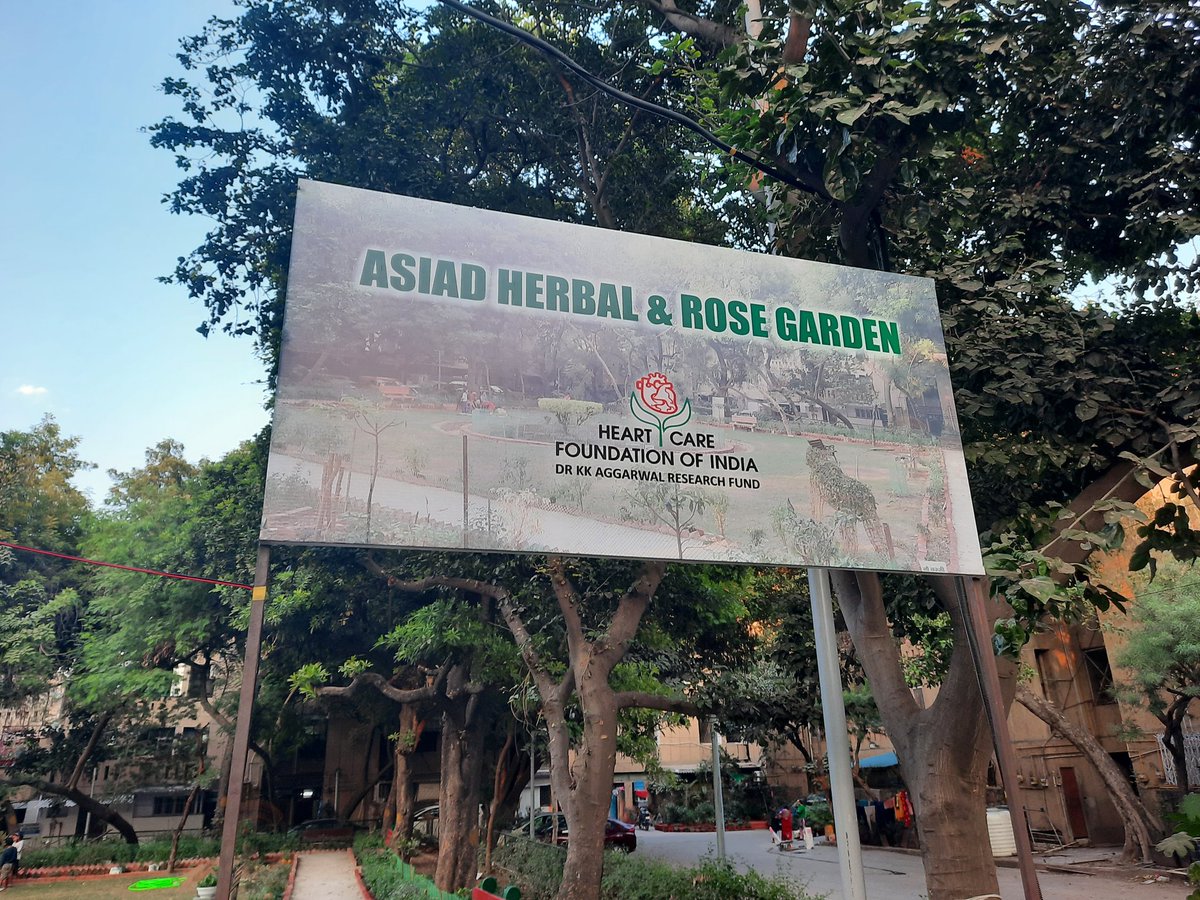 ASIAD HERBAL & ROSE GARDEN
HEART CARE
FOUNDATION OF INDIA
DR KK AGGARWAL RESEARCH FUND